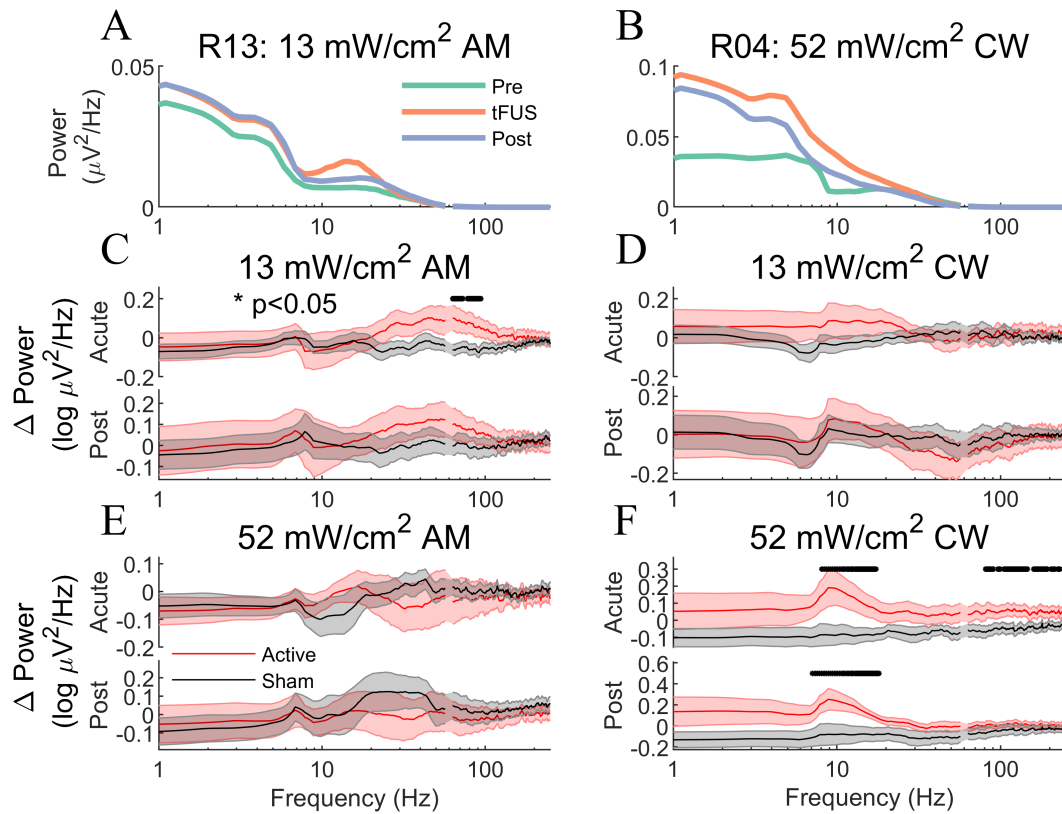 A
R13: 13 mW/cm² AM
0.05
0
Power
(μV²/Hz)
Pre
tFUS
Post
1
10
100
B
R04: 52 mW/cm² CW
0.1
0.05
0
1
10
100
C
13 mW/cm² AM
* p<0.05
Δ Power
(log μV²/Hz)
Acute
0.2
0
-0.2
Post
0.1
0
-0.1
1
10
100
D
13 mW/cm² CW
Acute
0.2
0
-0.2
Post
0.2
0
-0.2
1
10
100
E
52 mW/cm² AM
Δ Power
(log μV²/Hz)
Acute
0.1
0
-0.1
-0.2
Active
Sham
Post
0.2
0.1
0
-0.1
1
10
100
Frequency (Hz)
F
52 mW/cm² CW
Acute
0.3
0.2
0.1
0
-0.1
Post
0.6
0.4
0.2
0
-0.2
1
10
100
Frequency (Hz)